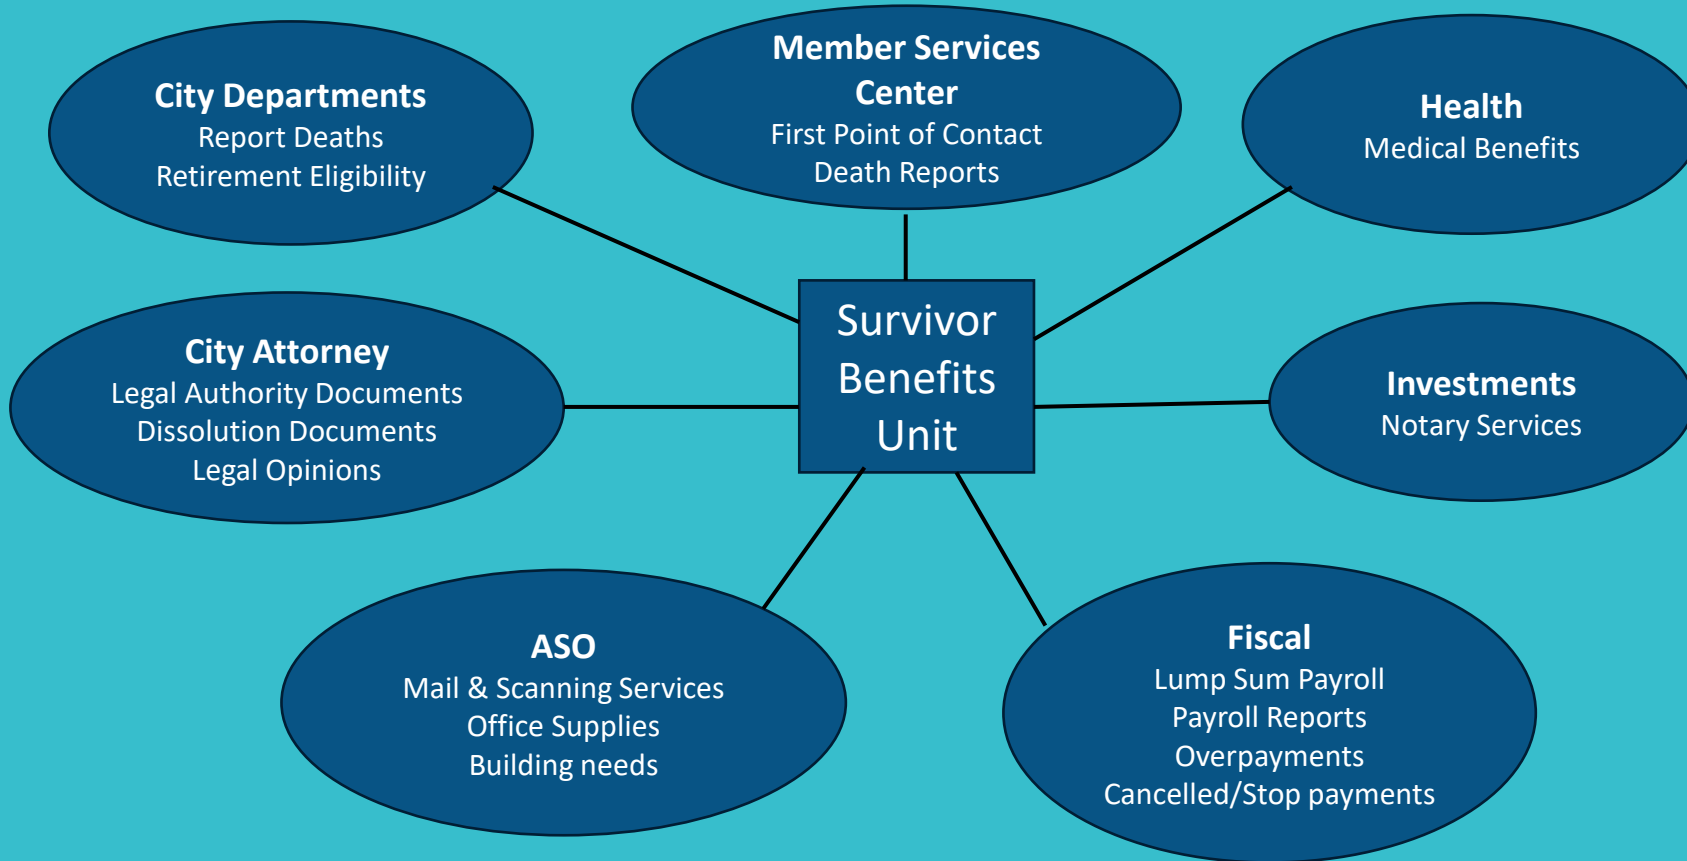 City Departments
Report Deaths
Retirement Eligibility
Member Services
Center
First Point of Contact
Death Reports
Health
Medical Benefits
City Attorney
Legal Authority Documents
Dissolution Documents
Legal Opinions
Survivor
Benefits
Unit
Investments
Notary Services
ASO
Mail & Scanning Services
Office Supplies
Building needs
Fiscal
Lump Sum Payroll
Payroll Reports
Overpayments
Cancelled/Stop payments